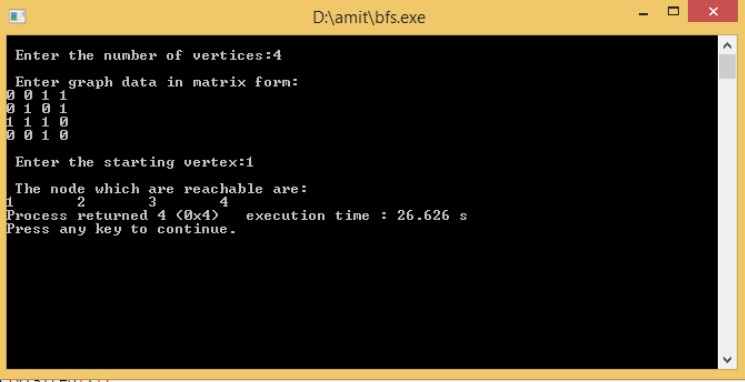 D:\amit\bfs.exe
Enter the number of vertices:4
Enter graph data in matrix form:
0 0 1 1
0 1 0 1
1 1 1 0
0 0 1 0
Enter the starting vertex:1
The node which are reachable are:
1 2 3 4
Process returned 4 (0x4) execution time : 26.626 s
Press any key to continue.